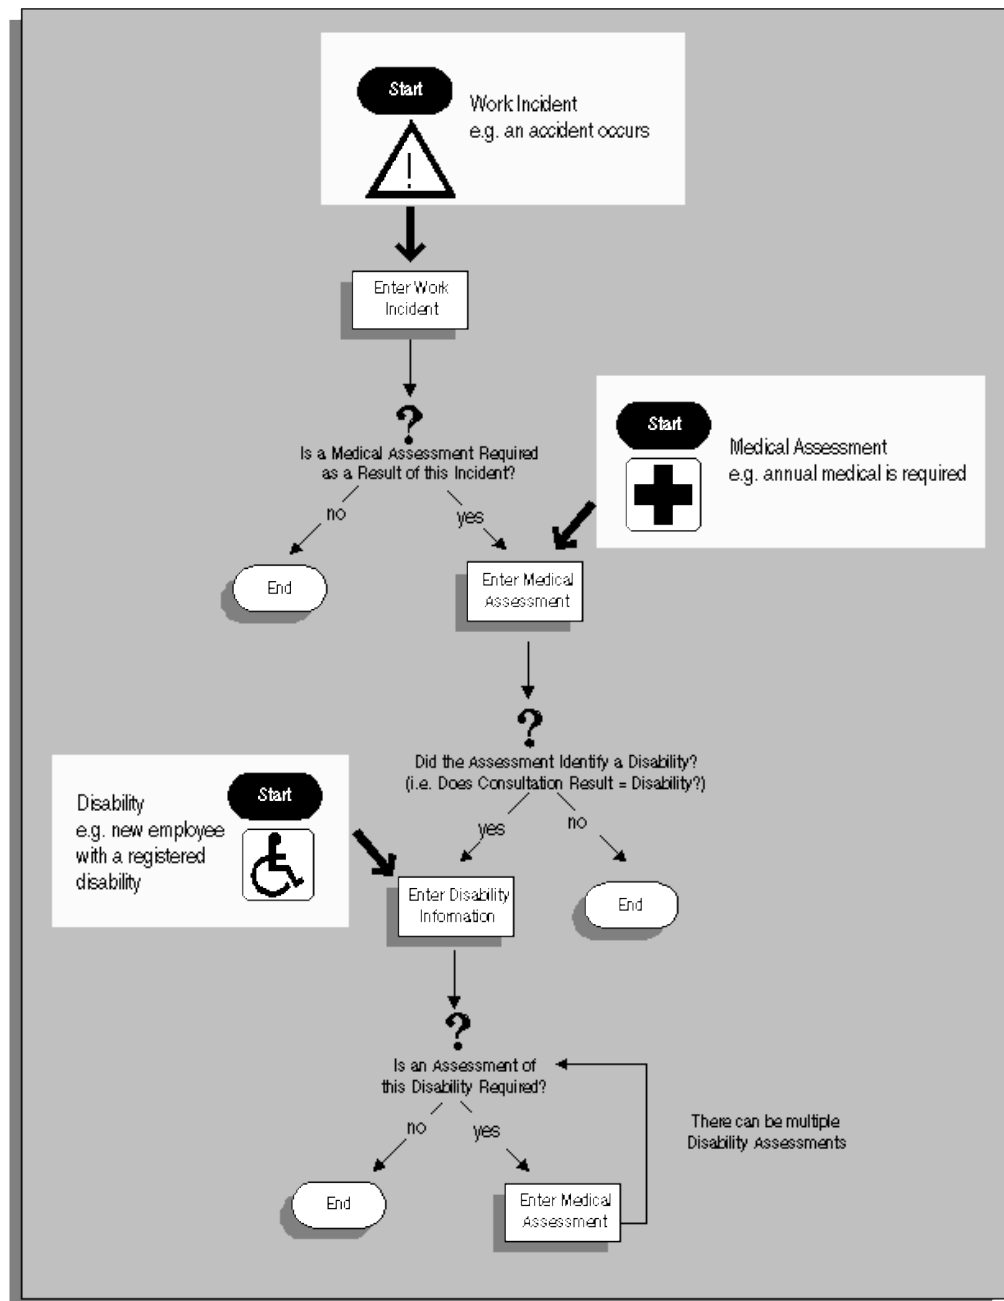 Start
Work Incident
e.g. an accident occurs
Enter Work
Incident
?
Is a Medical Assessment Required
as a Result of this Incident?
no
yes
Start
Medical Assessment
e.g. annual medical is required
End
Enter Medical
Assessment
?
Did the Assessment Identify a Disability?
(i.e. Does Consultation Result = Disability?)
yes
no
Start
Disability
e.g. new employee
with a registered
disability
Enter Disability
Information
End
?
Is an Assessment of
this Disability Required?
no
yes
There can be multiple
Disability Assessments
End
Enter Medical
Assessment